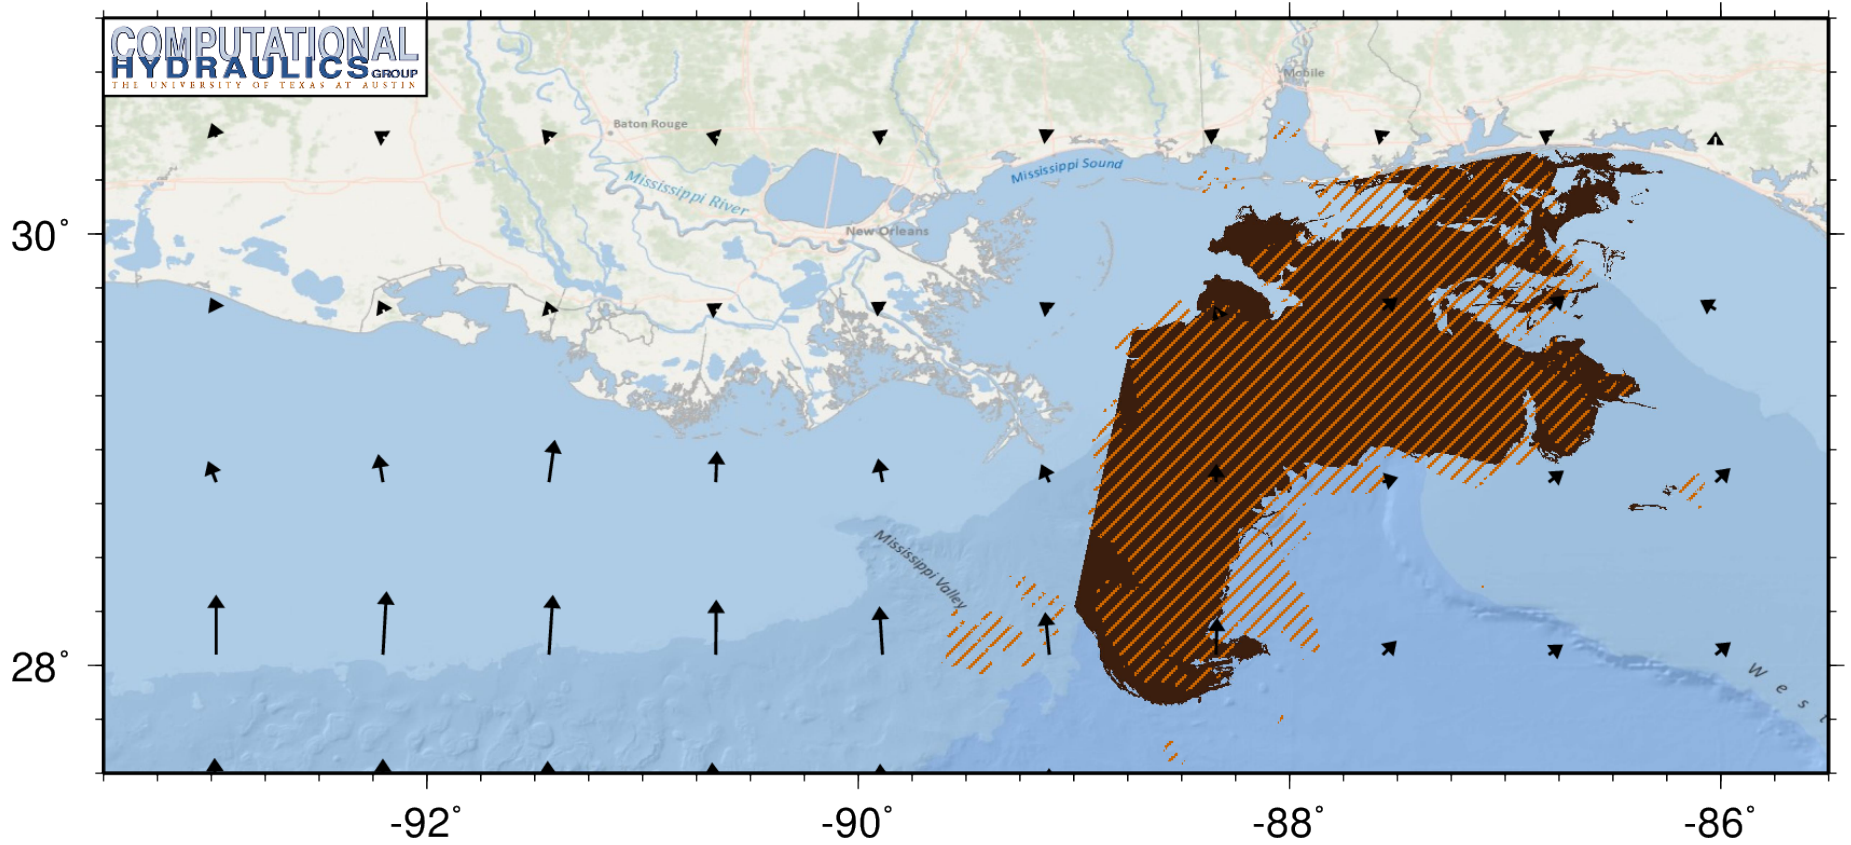 COMPUTATIONAL
HYDRAULICS GROUP
THE UNIVERSITY OF TEXAS AT AUSTIN
Mobile
Baton Rouge
Mississippi Sound
Mississippi River
New Orleans
30°
Mississippi Valley
28°
W e s t
-92°
-90°
-88°
-86°